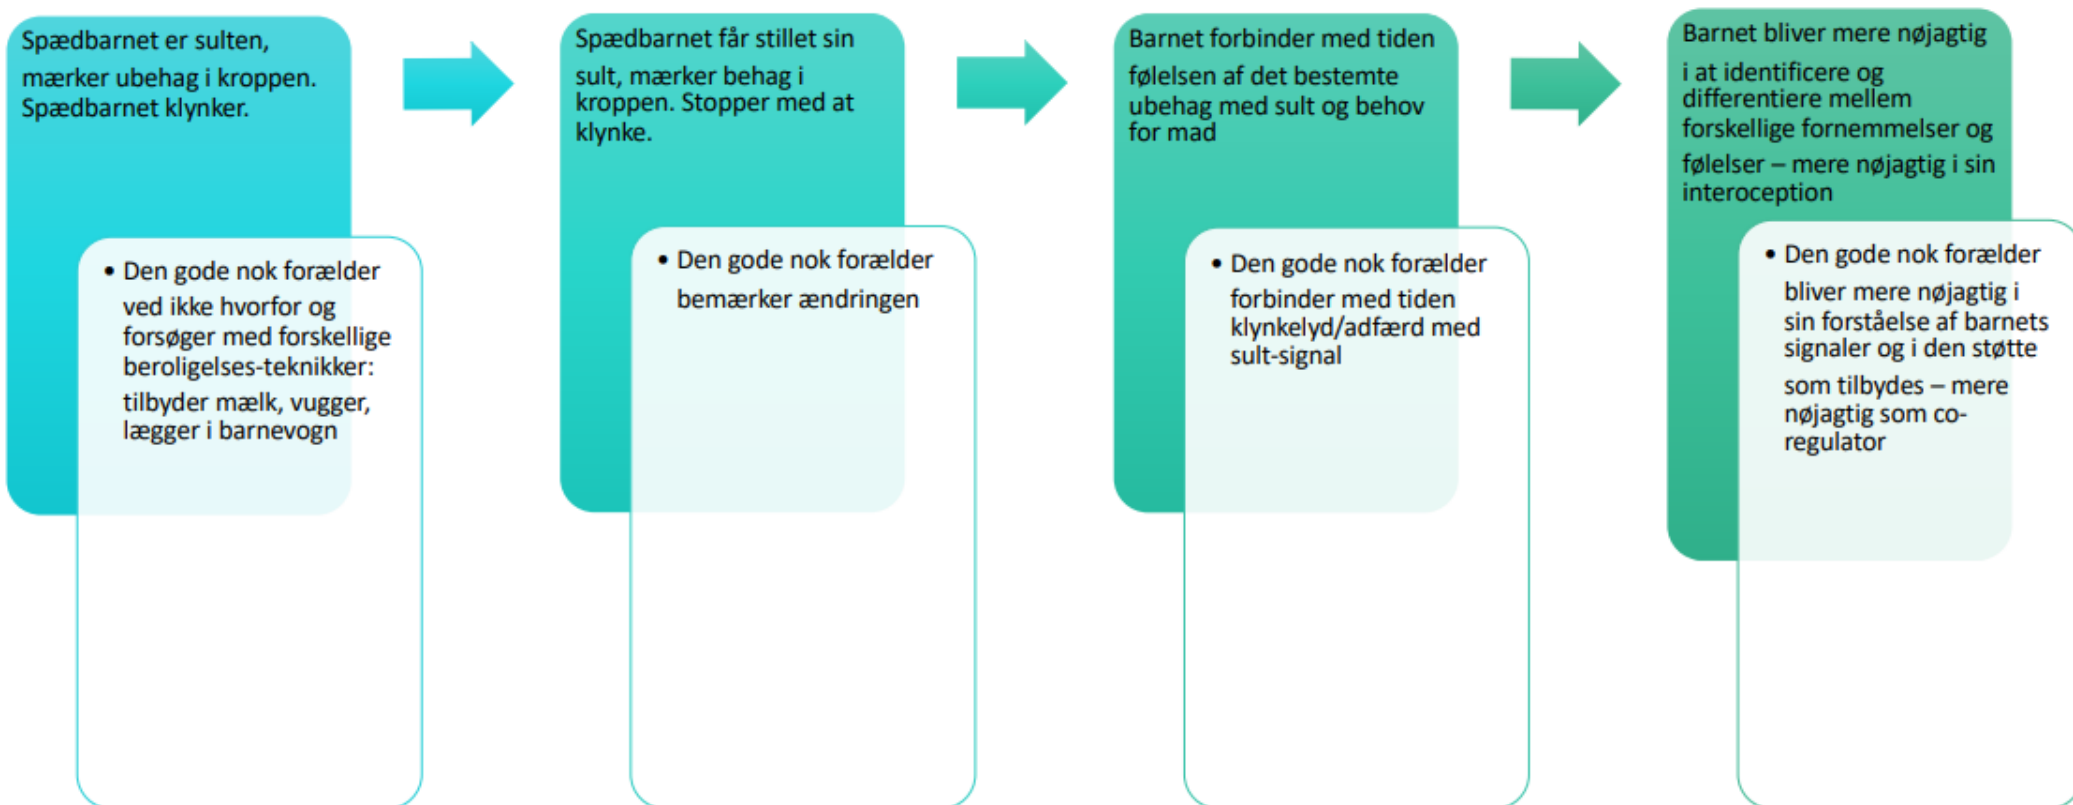 Spædbarnet er sulten,
mærker ubehag i kroppen.
Spædbarnet klynker.
• Den gode nok forælder
ved ikke hvorfor og
forsøger med forskellige
beroligelses-teknikker:
tilbyder mælk, vugger,
lægger i barnevogn
Spædbarnet får stillet sin
sult, mærker behag i
kroppen. Stopper med at
klynke.
• Den gode nok forælder
bemærker ændringen
Barnet forbinder med tiden
følelsen af det bestemte
ubehag med sult og behov
for mad
• Den gode nok forælder
forbinder med tiden
klynkelyd/adfærd med
sult-signal
Barnet bliver mere nøjagtig
i at identificere og
differentiere mellem
forskellige fornemmelser og
følelser – mere nøjagtig i sin
interoception
• Den gode nok forælder
bliver mere nøjagtig i
sin forståelse af barnets
signaler og i den støtte
som tilbydes – mere
nøjagtig som co-
regulator